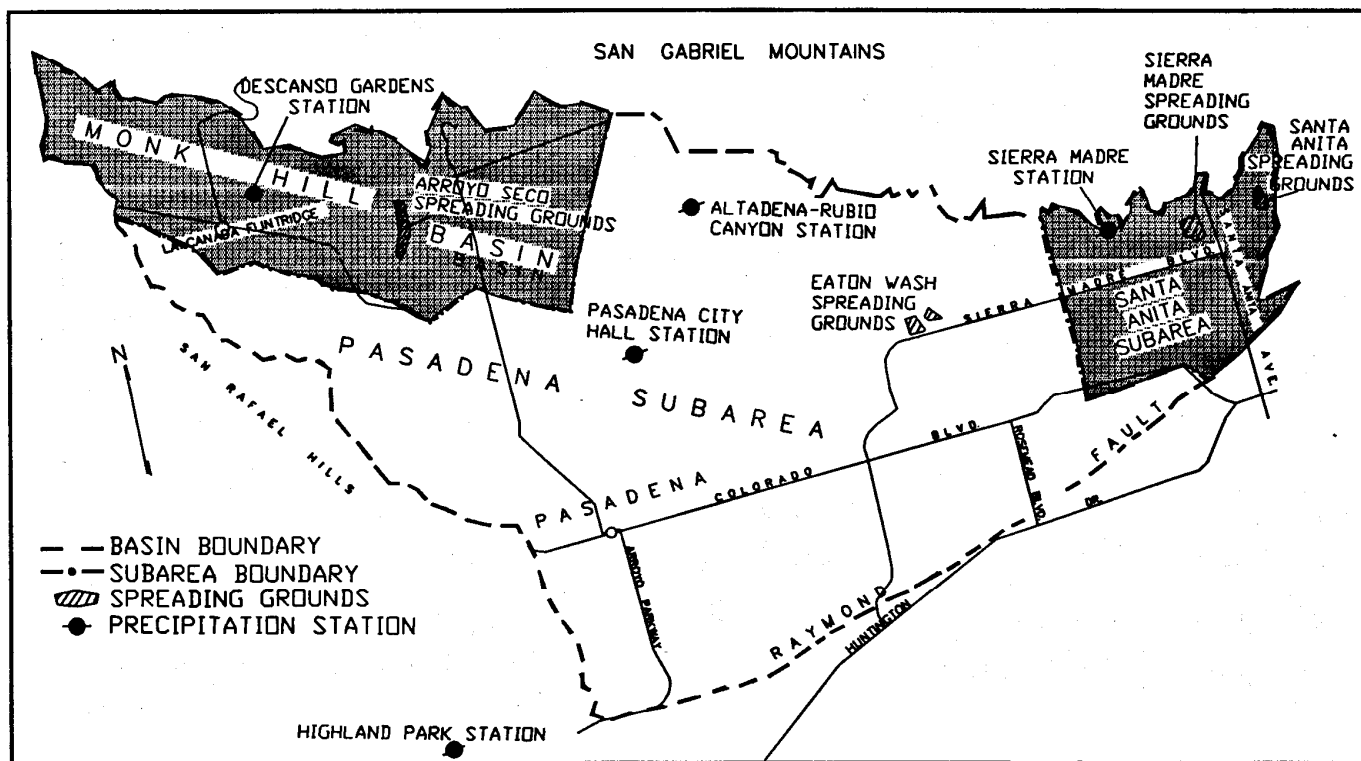 SAN GABRIEL MOUNTAINS
SIERRA
MADRE
SPREADING
GROUNDS
DESCANSO GARDENS
STATION
SANTA
ANITA
SPREADING
GROUNDS
MONK HILL
SIERRA MADRE
STATION
ARROYO SECO
SPREADING GROUNDS
BASIN
BASIN
LA CANADA FLINTRIDGE
ALTADENA-RUBIO
CANYON STATION
EATON WASH
SPREADING
GROUNDS
SIERRA MADRE BLVD.
SANTA ANITA AVE.
SANTA
ANITA
SUBAREA
PASADENA CITY
HALL STATION
N
SAN RAFAEL HILLS
PASADENA SUBAREA
PASADENA
COLORADO BLVD.
ROSEMEAD BLVD.
RAYMOND FAULT
HUNTINGTON DR.
ARROYO PARKWAY
BASIN BOUNDARY
SUBAREA BOUNDARY
SPREADING GROUNDS
PRECIPITATION STATION
HIGHLAND PARK STATION